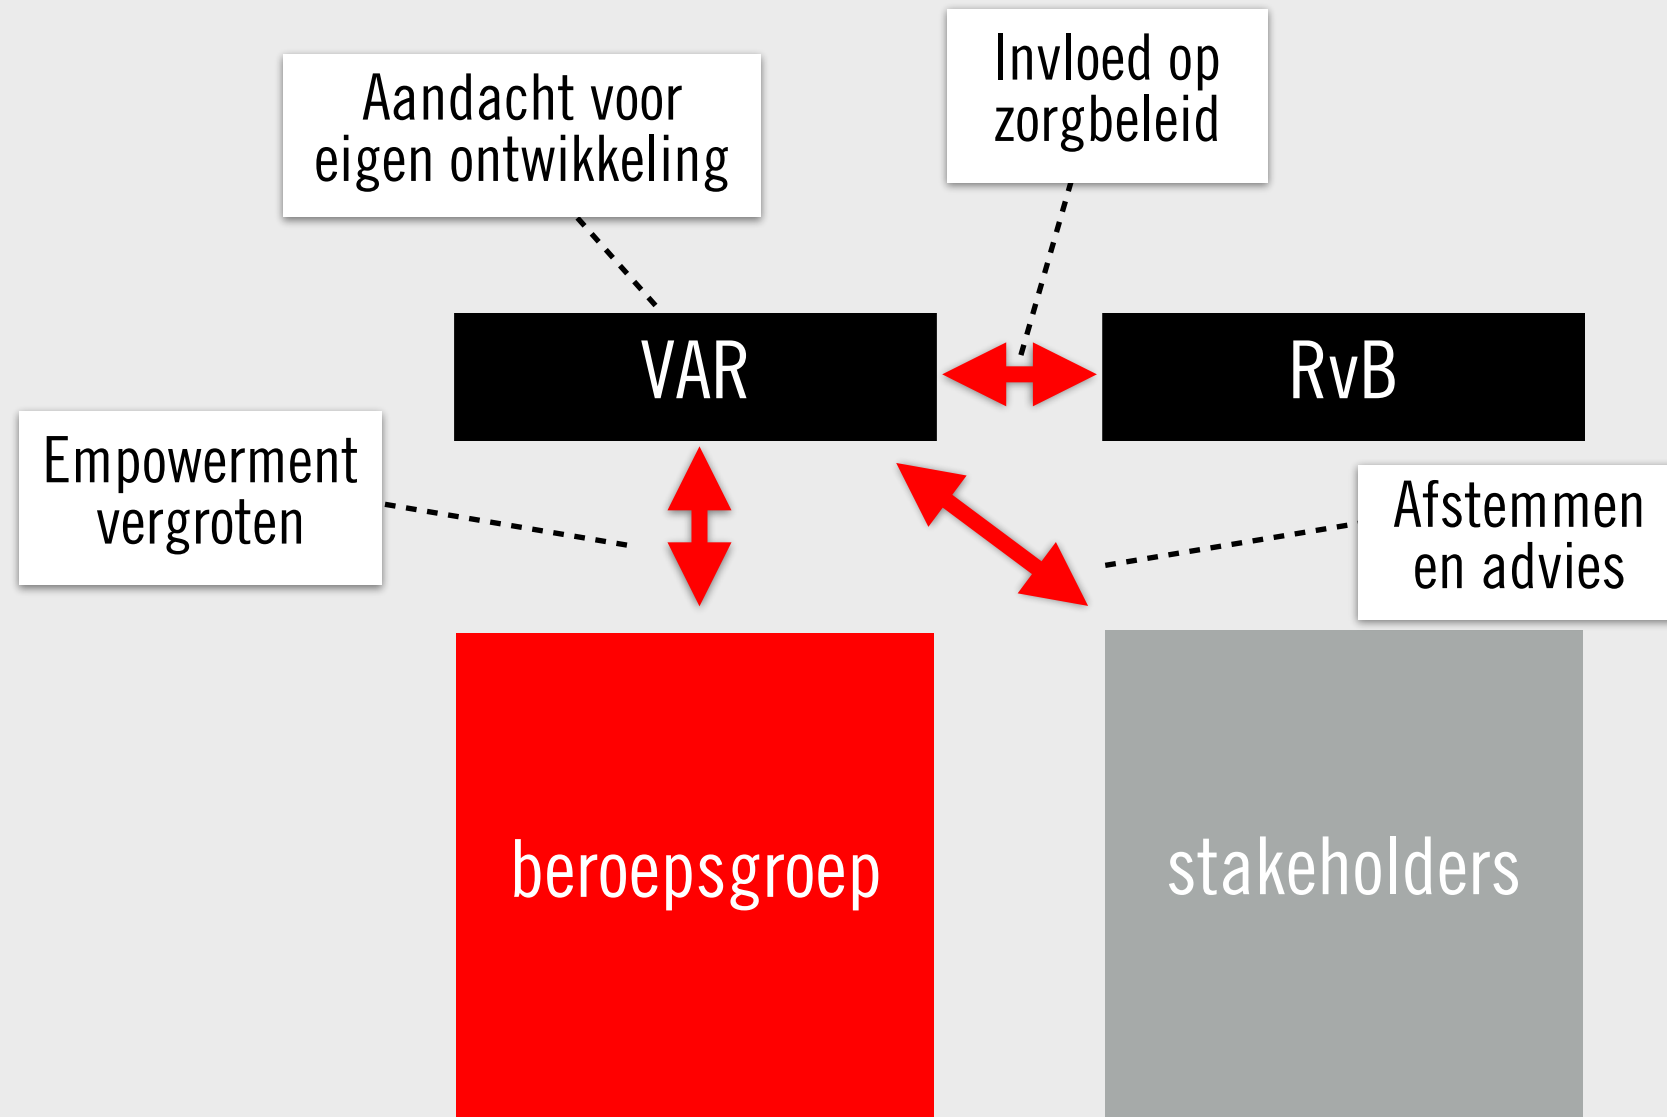 Invloed op
zorgbeleid
Aandacht voor
eigen ontwikkeling
VAR
RvB
Empowerment
vergroten
Afstemmen
en advies
beroepsgroep
stakeholders